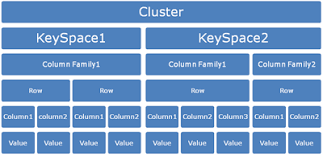 Cluster
KeySpace1 KeySpace2
Column Family1 Column Family1 Column Family2
Row Row Row Row
Column1 column2 Column1 Column2 Column1 Column2 Column3 Column1 Column2
Value Value Value Value Value Value Value Value Value